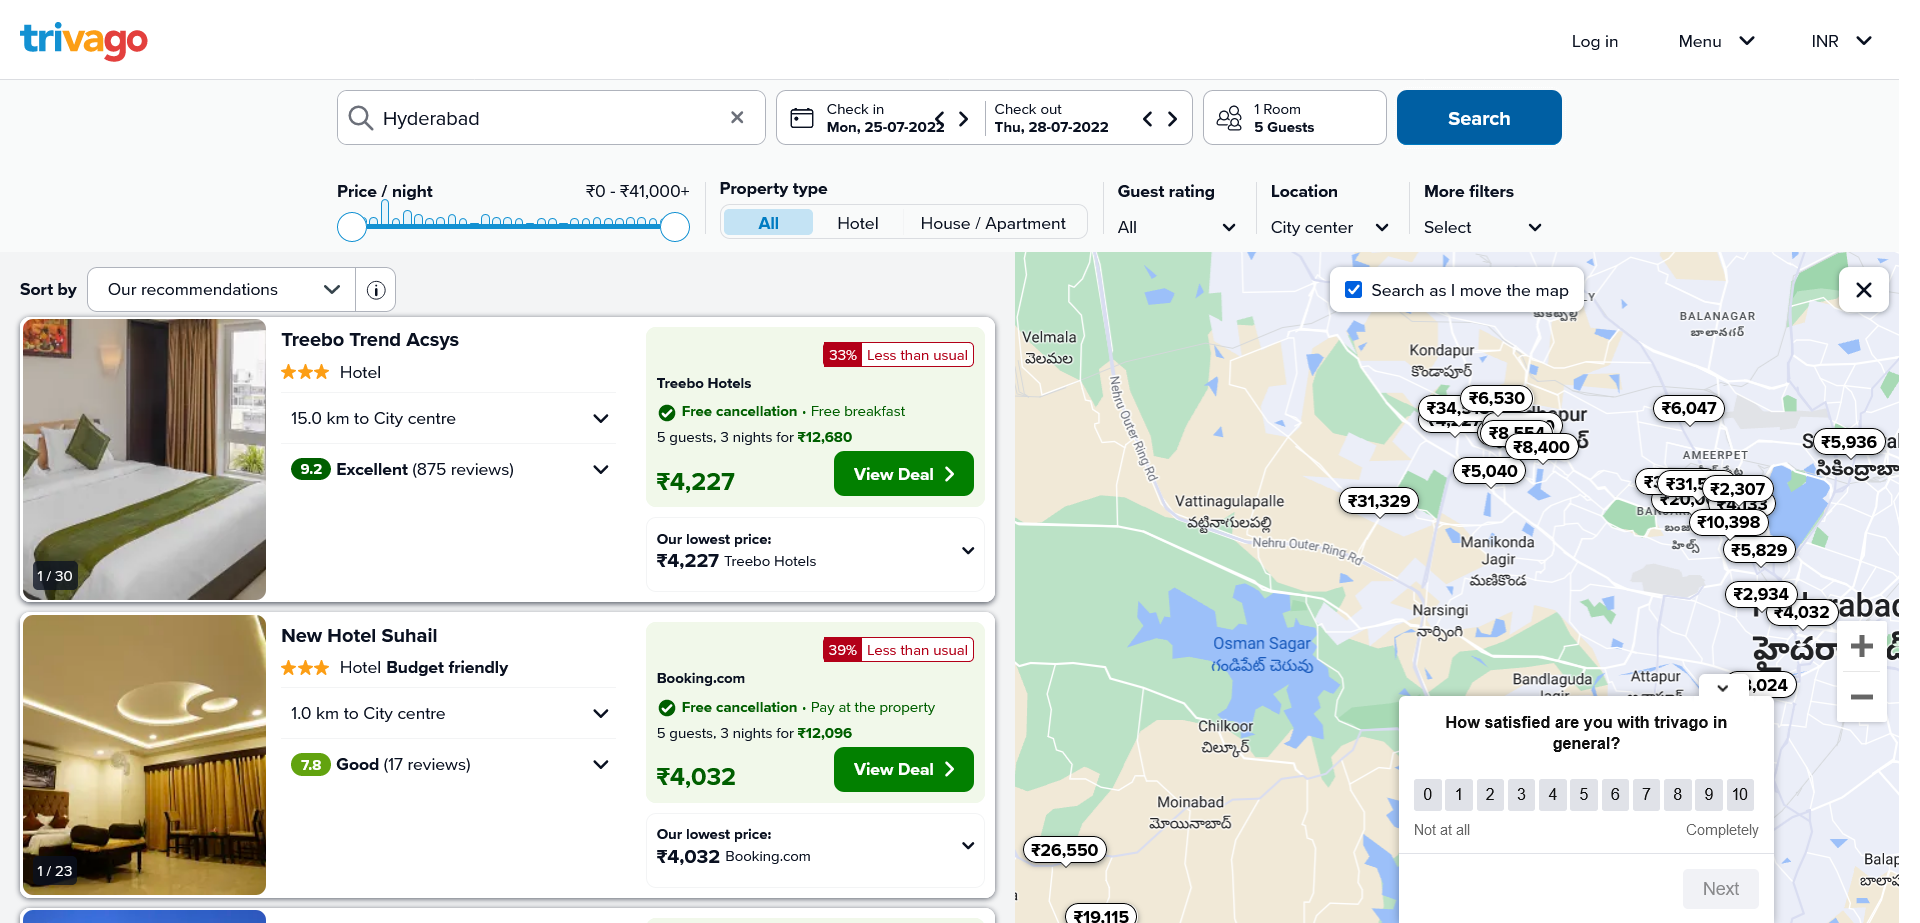 trivago
Log in
Menu
INR
Hyderabad
Check in
Mon, 25-07-2022
Check out
Thu, 28-07-2022
1 Room
5 Guests
Search
Price / night
₹0 - ₹41,000+
Property type
All
Hotel
House / Apartment
Guest rating
All
Location
City center
More filters
Select
Sort by
Our recommendations
Treebo Trend Acsys
Hotel
15.0 km to City centre
9.2 Excellent (875 reviews)
1 / 30
33% Less than usual
Treebo Hotels
Free cancellation • Free breakfast
5 guests, 3 nights for ₹12,680
₹4,227
View Deal
Our lowest price:
₹4,227 Treebo Hotels
New Hotel Suhail
Hotel Budget friendly
1.0 km to City centre
7.8 Good (17 reviews)
1 / 23
39% Less than usual
Booking.com
Free cancellation • Pay at the property
5 guests, 3 nights for ₹12,096
₹4,032
View Deal
Our lowest price:
₹4,032 Booking.com
Search as I move the map
BALANAGAR
బాలానగర్
Velmala
వెలమల
Kondapur
కొండాపూర్
₹6,530
₹6,047
₹8,554
₹8,400
₹5,936
AMEERPET
₹5,040
Nehru Outer Ring Rd
₹2,307
₹31,329
Vattinagulapalle
వట్టినాగులపల్లి
₹4,133
₹10,398
Nehru Outer Ring Rd
Manikonda
Jagir
మణికొండ
హిల్స్
₹5,829
₹2,934
₹4,032
Narsingi
నార్సింగి
Osman Sagar
గండిపేట్ చెరువు
Bandlaguda
Attapur
Chilkoor
చిల్కూర్
Moinabad
మొయినాబాద్
₹26,550
₹19,115
How satisfied are you with trivago in
general?
0 1 2 3 4 5 6 7 8 9 10
Not at all
Completely
Next